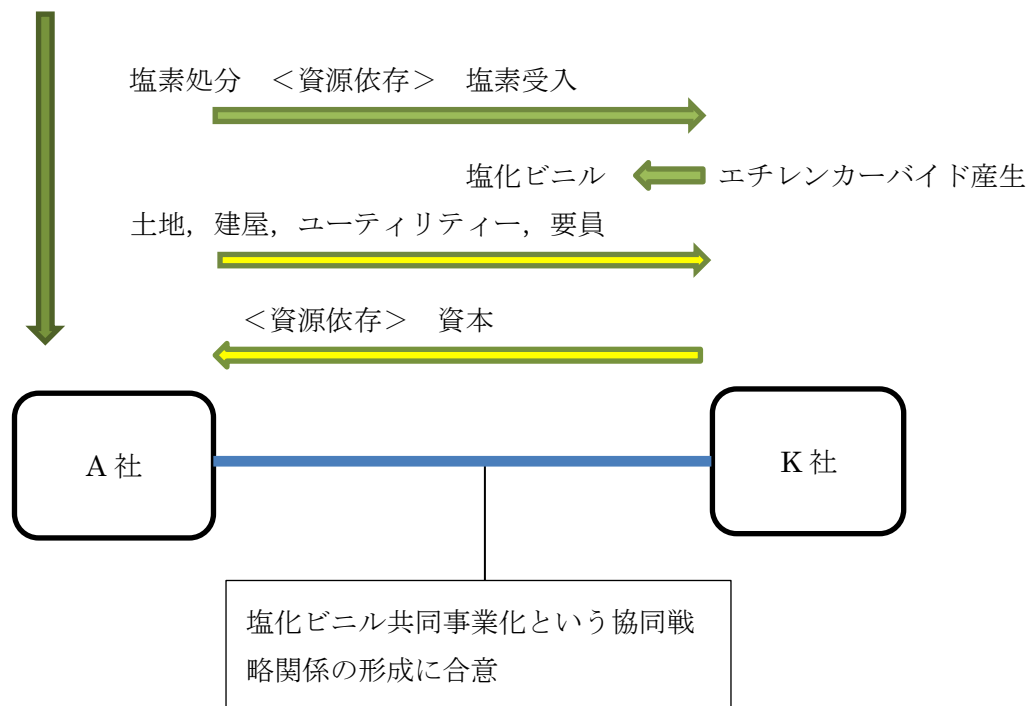 塩素処分　＜資源依存＞　塩素受入
塩化ビニル　エチレンカーバイド産生
土地，建屋，ユーティリティー，要員
＜資源依存＞　資本
A 社
K 社
塩化ビニル共同事業化という協同戦
略関係の形成に合意